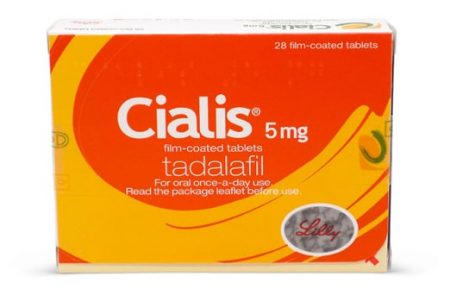 28 film-coated tablets
Cialis® 5 mg
film-coated tablets
tadalafil
For oral once-a-day use.
Read the package leaflet before use.
Lilly